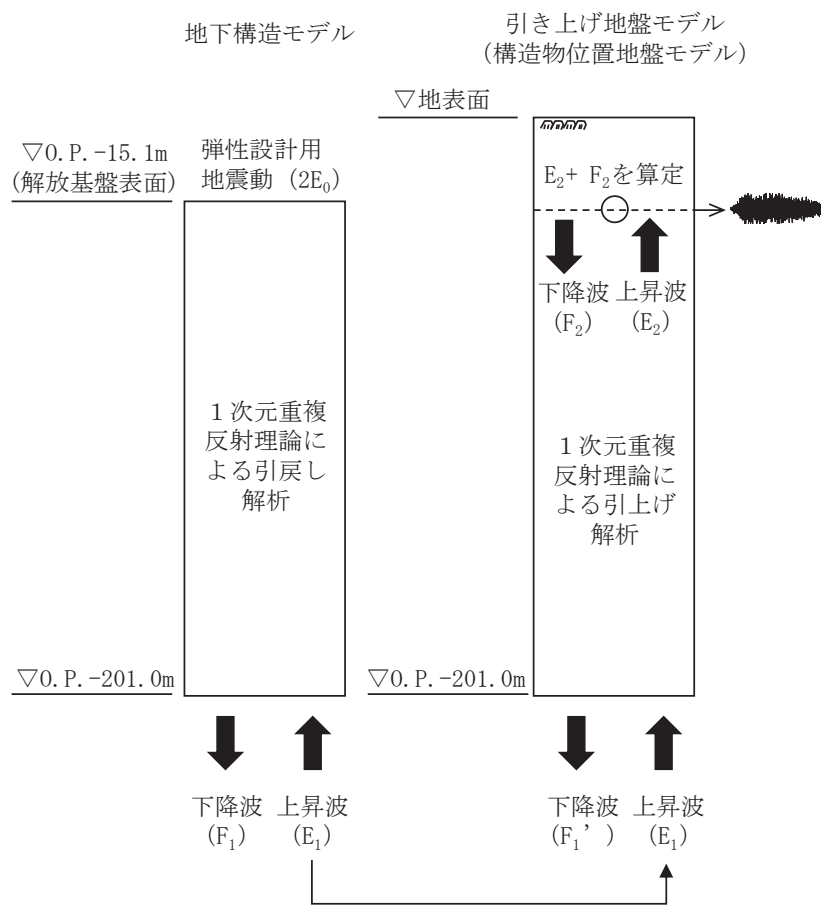 地下構造モデル
引き上げ地盤モデル
(構造物位置地盤モデル)
▽地表面
▽O.P.-15.1m
(解放基盤表面)
弾性設計用
地震動 (2E₀)
E₂+ F₂を算定
下降波
(F₂)
上昇波
(E₂)
1次元重複
反射理論に
よる引戻し
解析
1次元重複
反射理論に
よる引上げ
解析
▽O.P.-201.0m
▽O.P.-201.0m
下降波
(F₁)
上昇波
(E₁)
下降波
(F₁’)
上昇波
(E₁)